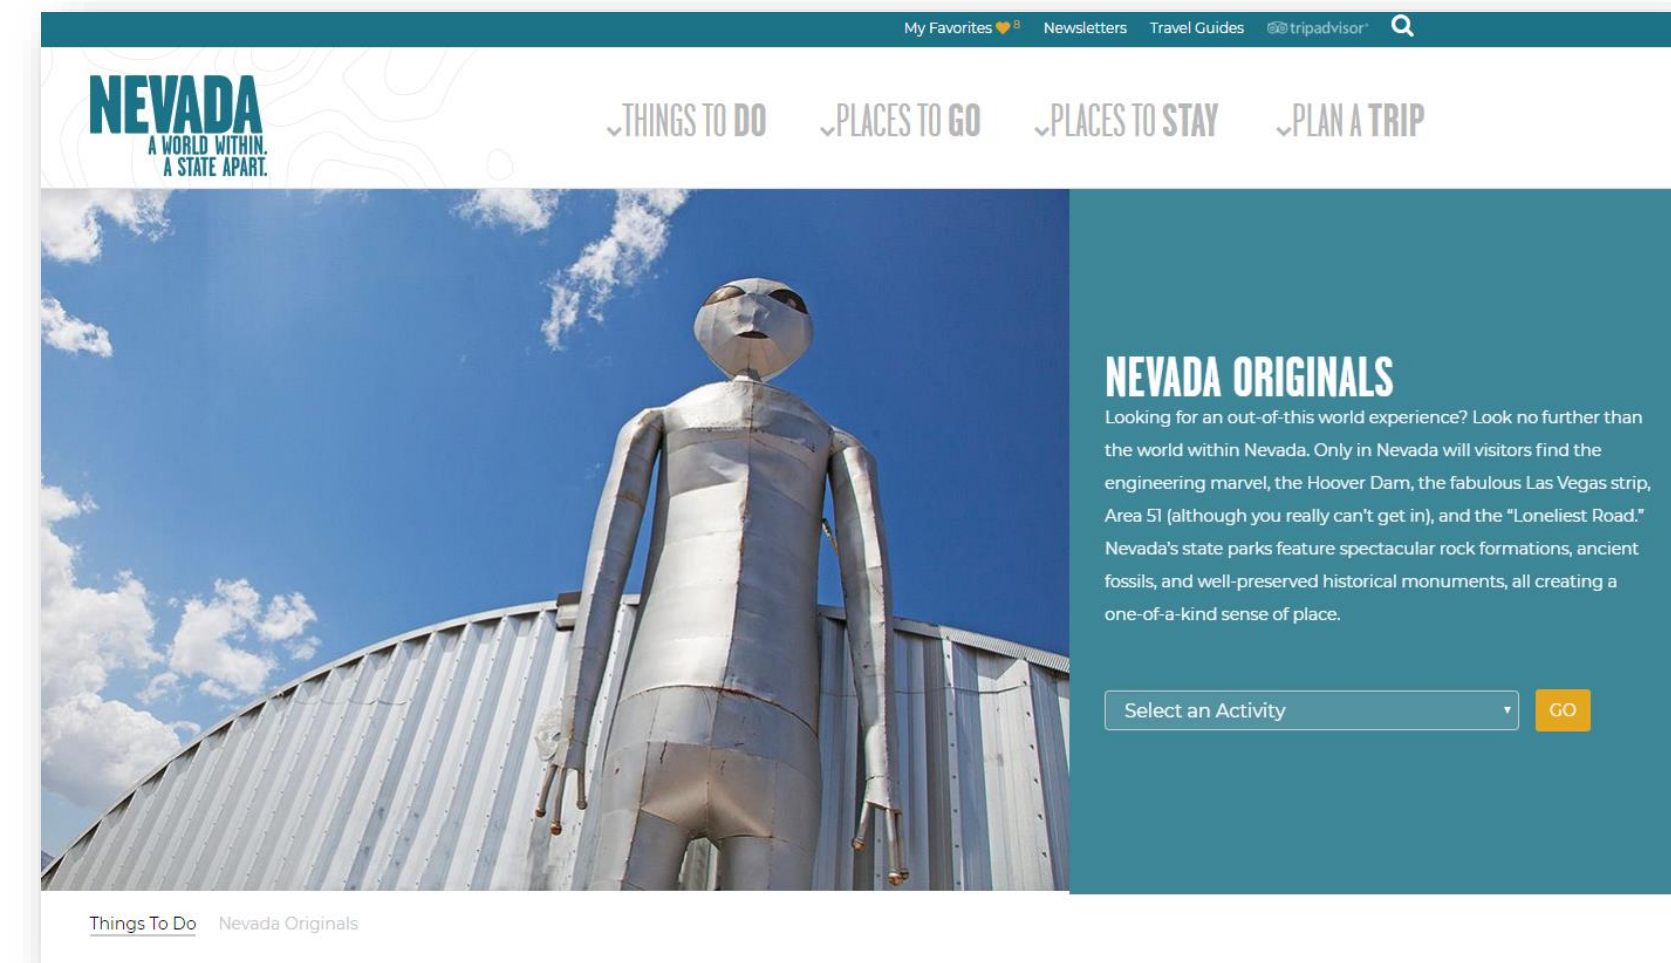 My Favorites 8 Newsletters Travel Guides tripadvisor
NEVADA
A WORLD WITHIN.
A STATE APART.
THINGS TO DO PLACES TO GO PLACES TO STAY PLAN A TRIP
NEVADA ORIGINALS
Looking for an out-of-this world experience? Look no further than
the world within Nevada. Only in Nevada will visitors find the
engineering marvel, the Hoover Dam, the fabulous Las Vegas strip,
Area 51 (although you really can't get in), and the “Loneliest Road.”
Nevada's state parks feature spectacular rock formations, ancient
fossils, and well-preserved historical monuments, all creating a
one-of-a-kind sense of place.
Select an Activity GO
Things To Do Nevada Originals